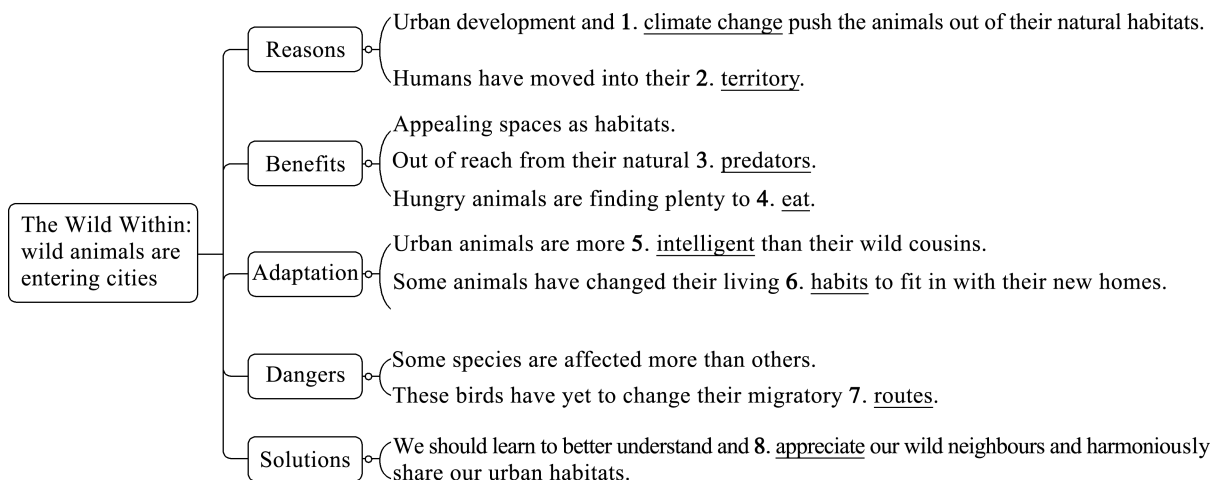 Urban development and 1. climate change push the animals out of their natural habitats.
Reasons
Humans have moved into their 2. territory.
Appealing spaces as habitats.
Benefits
Out of reach from their natural 3. predators.
Hungry animals are finding plenty to 4. eat.
The Wild Within:
wild animals are
entering cities
Urban animals are more 5. intelligent than their wild cousins.
Adaptation
Some animals have changed their living 6. habits to fit in with their new homes.
Some species are affected more than others.
Dangers
These birds have yet to change their migratory 7. routes.
Solutions
We should learn to better understand and 8. appreciate our wild neighbours and harmoniously
share our urban habitats.